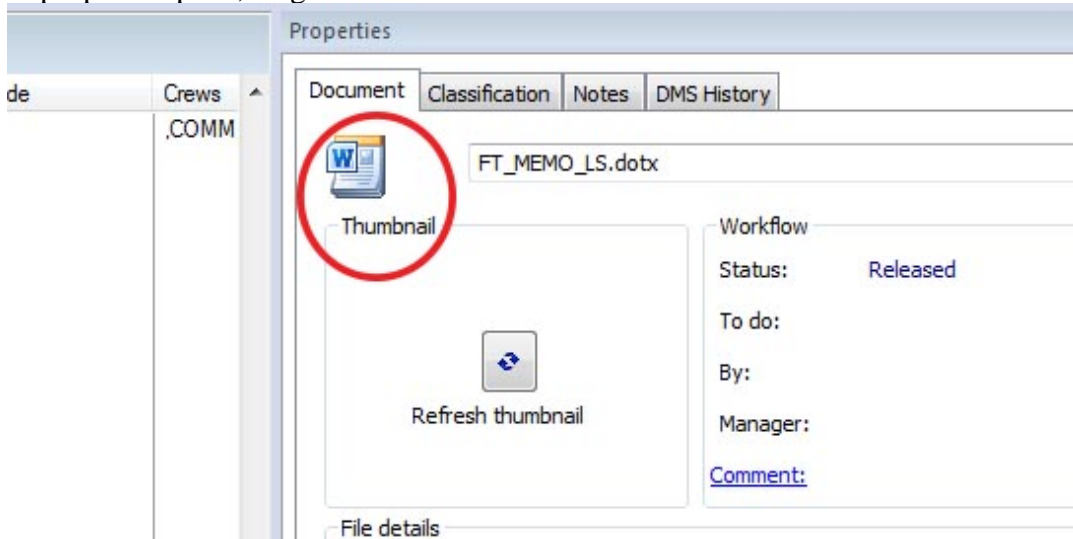 Properties
de Crews
,COMM
Document Classification Notes DMS History
W
FT_MEMO_LS.dotx
Thumbnail
Workflow
Status: Released
To do:
By:
Refresh thumbnail
Manager:
Comment:
File details